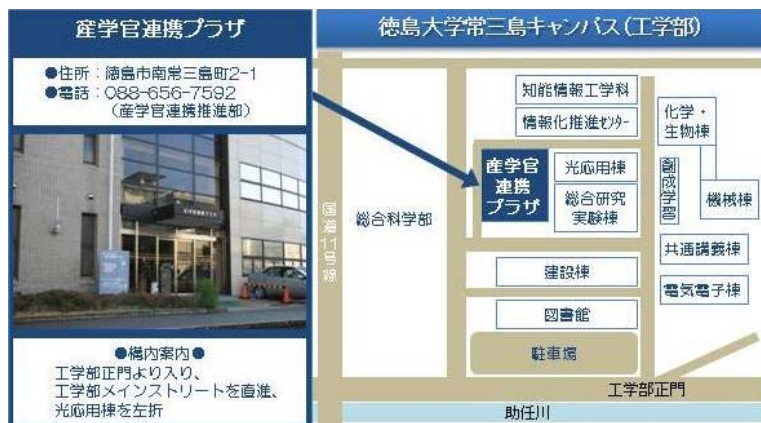 産学官連携プラザ
●住所：徳島市南常三島町2-1
●電話：088-656-7592
（産学官連携推進部）
●構内案内●
工学部正門より入り、
工学部メインストリートを直進、
光応用棟を左折
徳島大学常三島キャンパス（工学部）
国道11号線
総合科学部
知能情報工学科
情報化推進センター
産学官
連携
プラザ
光応用棟
総合研究
実験棟
化学・
生物棟
創成学習
機械棟
共通講義棟
建設棟
電気電子棟
図書館
駐車場
工学部正門
助任川